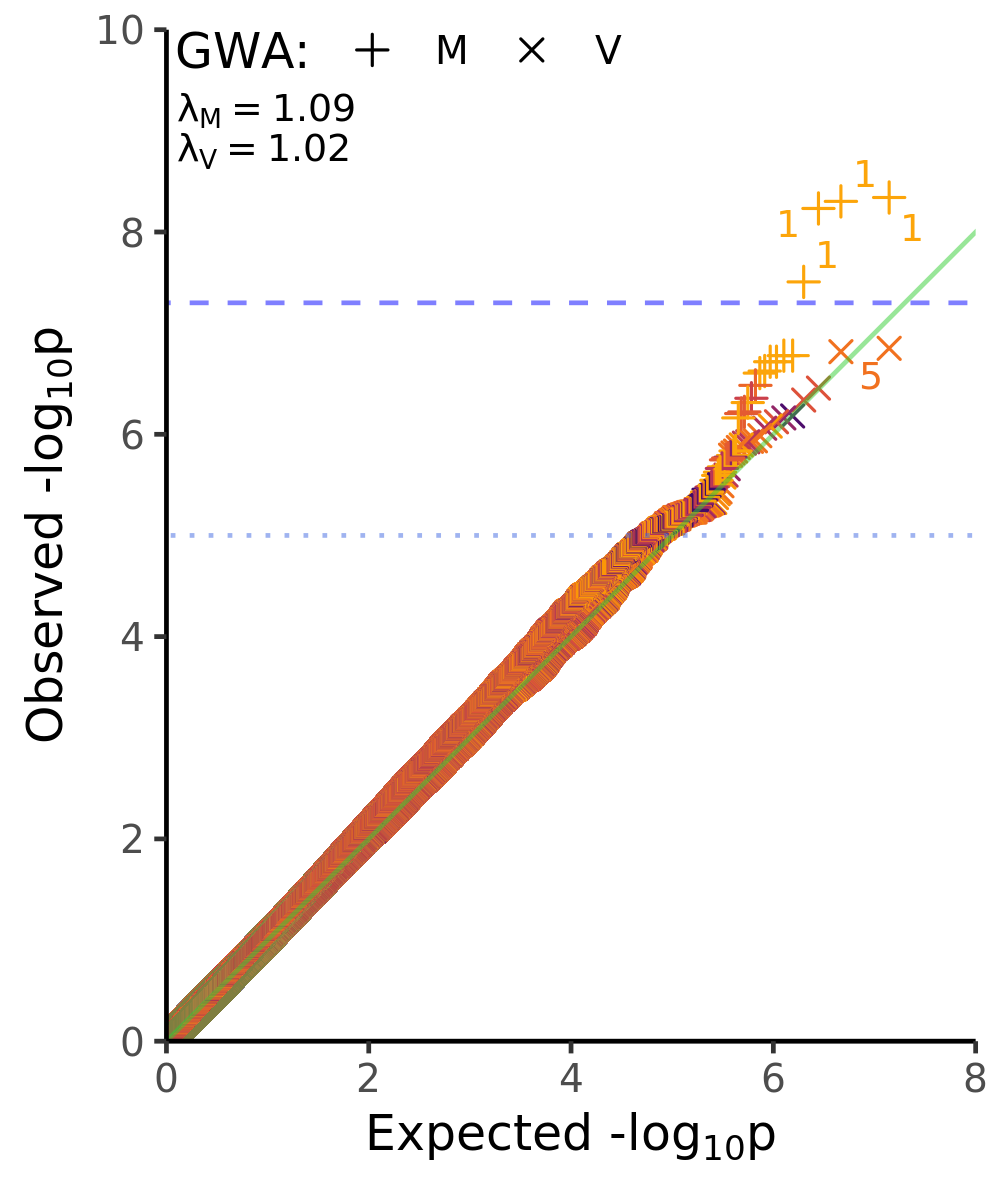 10
GWA: + M × V
λM = 1.09
λV = 1.02
1
1
1
8
1
5
6
4
2
0
0 2 4 6 8
Observed -log10p
Expected -log10p